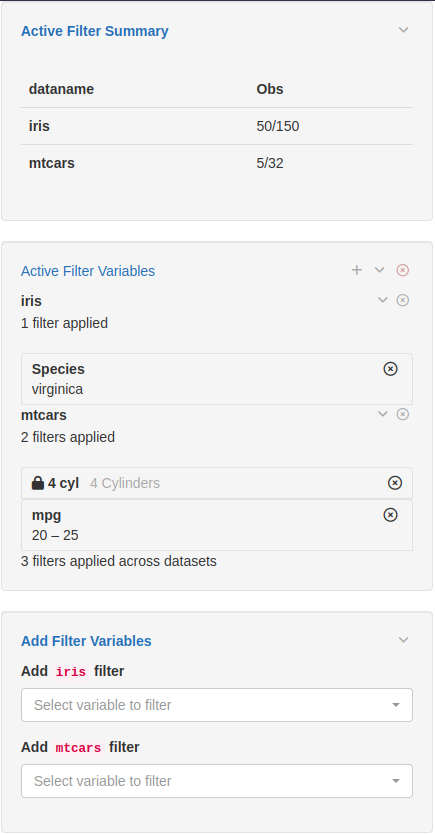 Active Filter Summary
dataname Obs
iris 50/150
mtcars 5/32
Active Filter Variables
iris
1 filter applied
Species
virginica
mtcars
2 filters applied
4 cyl 4 Cylinders
mpg
20 – 25
3 filters applied across datasets
Add Filter Variables
Add iris filter
Select variable to filter
Add mtcars filter
Select variable to filter